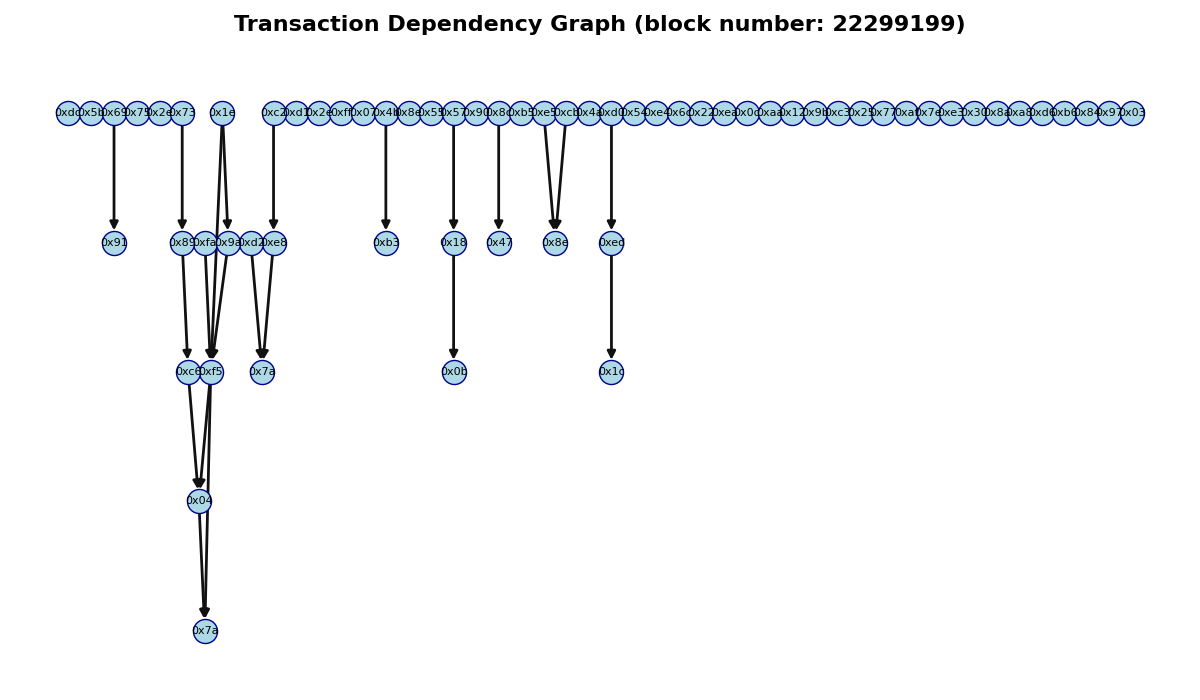 Transaction Dependency Graph (block number: 22299199)
0xdc 0x5b 0x69 0x75 0x2e 0x73 0x1e 0xc2 0xd1 0x2e 0xff 0x07 0x4b 0x8e 0x55 0x57 0x90 0x8c 0xb5 0xe5 0xcb 0x4a 0xd0 0x54 0xe4 0x6c 0x22 0xea 0x0c 0xaa 0x12 0x9b 0xc3 0x25 0x77 0xaf 0x7e 0xe3 0x30 0x8a 0xa8 0xd6 0xb6 0x84 0x97 0x03
0x91 0x89 0xfa 0x9a 0xd2 0xe8 0xb3 0x18 0x47 0x8e 0xed
0xc6 0xf5 0x7a 0x0b 0x1c
0x04
0x7a